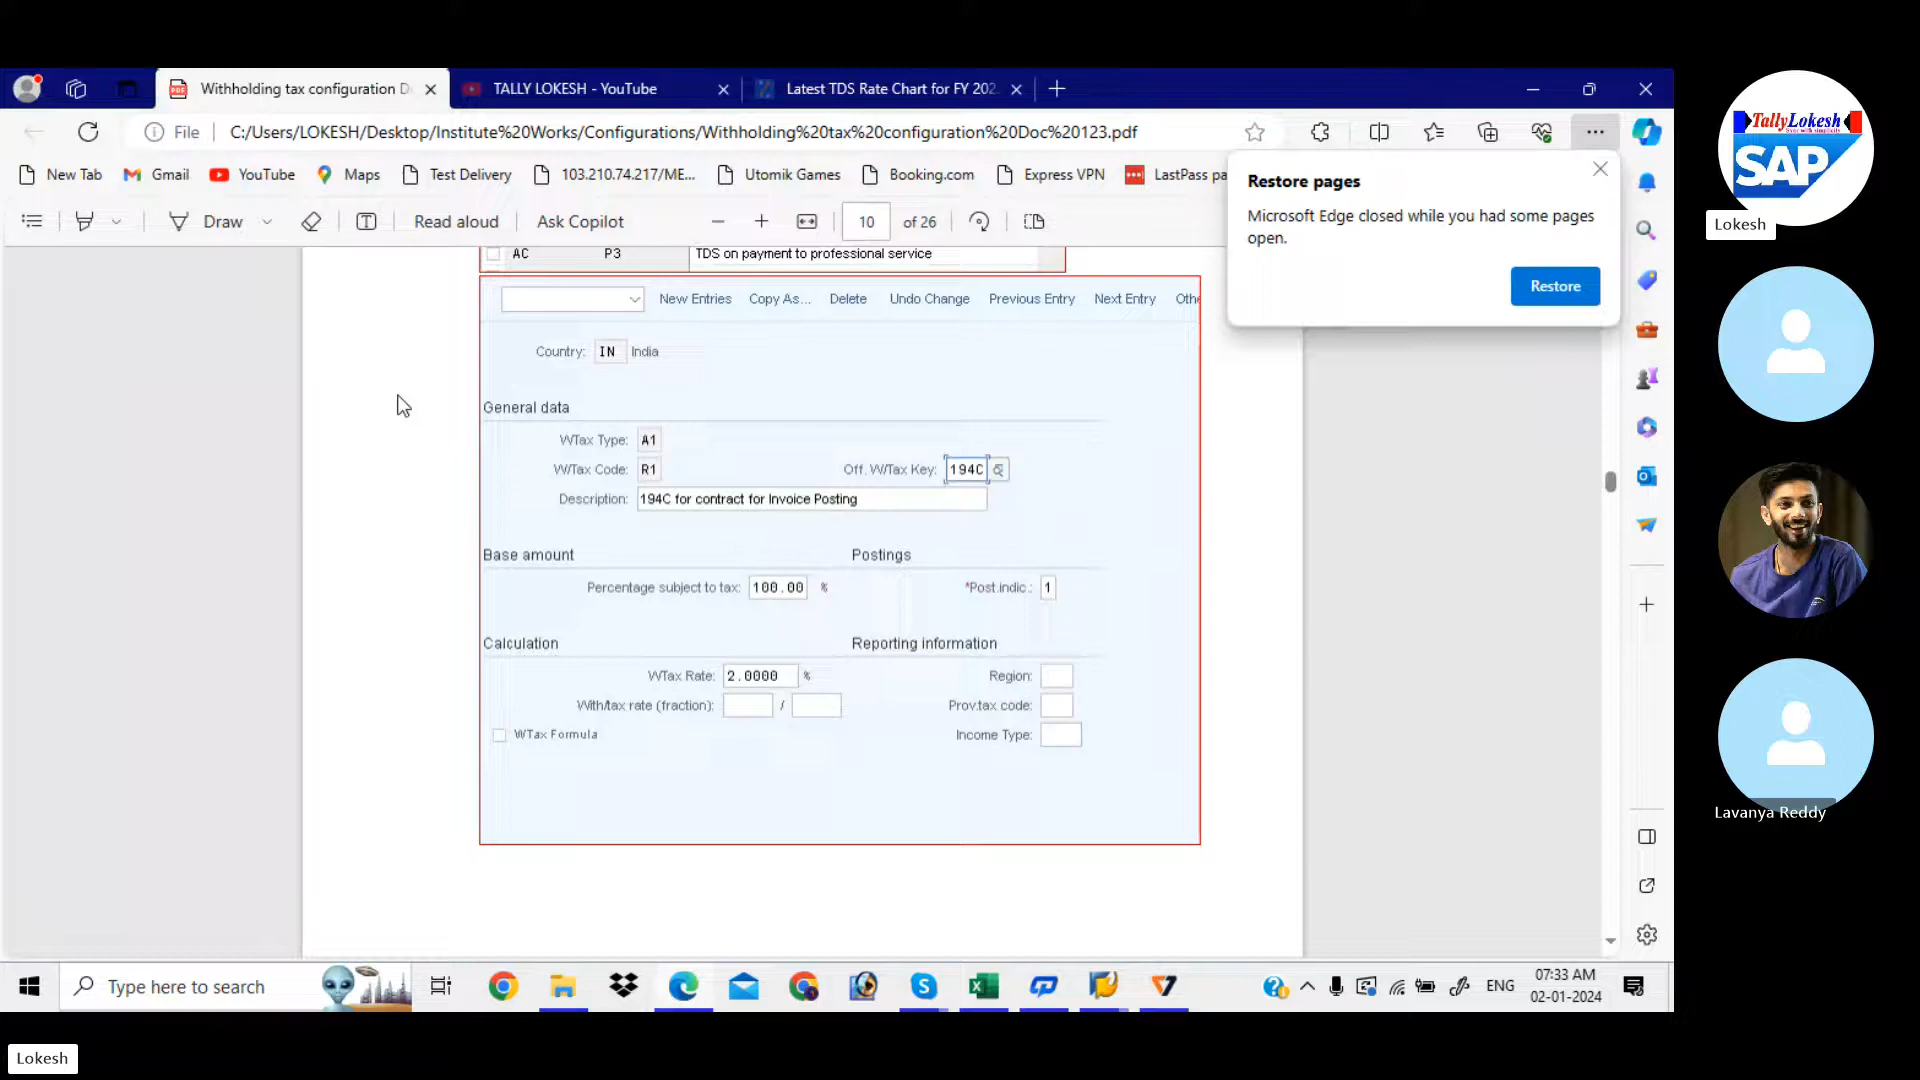 Withholding tax configuration D
TALLY LOKESH - YouTube
Latest TDS Rate Chart for FY 202
File
C:/Users/LOKESH/Desktop/Institute%20Works/Configurations/Withholding%20tax%20configuration%20Doc%20123.pdf
New Tab
Gmail
YouTube
Maps
Test Delivery
103.210.74.217/ME...
Utomik Games
Booking.com
Express VPN
LastPass pa
Draw
Read aloud
Ask Copilot
10
of 26
Restore pages
Microsoft Edge closed while you had some pages
open.
Restore
AC P3 TDS on payment to professional service
New Entries Copy As... Delete Undo Change Previous Entry Next Entry Othe
Country: IN India
General data
WTax Type: A1
W/Tax Code: R1 Off. W/Tax Key: 194C
Description: 194C for contract for Invoice Posting
Base amount Postings
Percentage subject to tax: 100.00 % *Post.indic.: 1
Calculation Reporting information
WTax Rate: 2.0000 % Region:
With/tax rate (fraction): / Prov.tax code:
WTax Formula Income Type:
Type here to search
ENG
07:33 AM
02-01-2024
TallyLokesh
Sync with simplicity
SAP
Lokesh
Lavanya Reddy
Lokesh